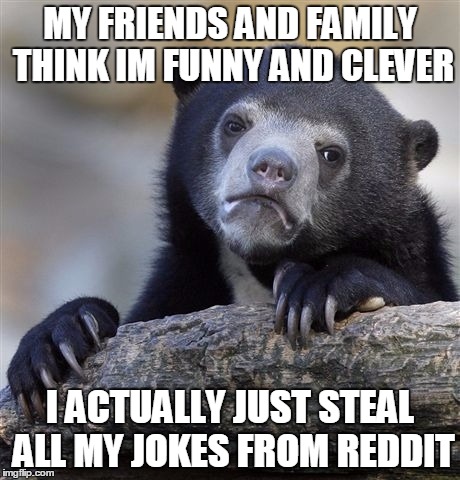 MY FRIENDS AND FAMILY
THINK IM FUNNY AND CLEVER
I ACTUALLY JUST STEAL
ALL MY JOKES FROM REDDIT
imgflip.com